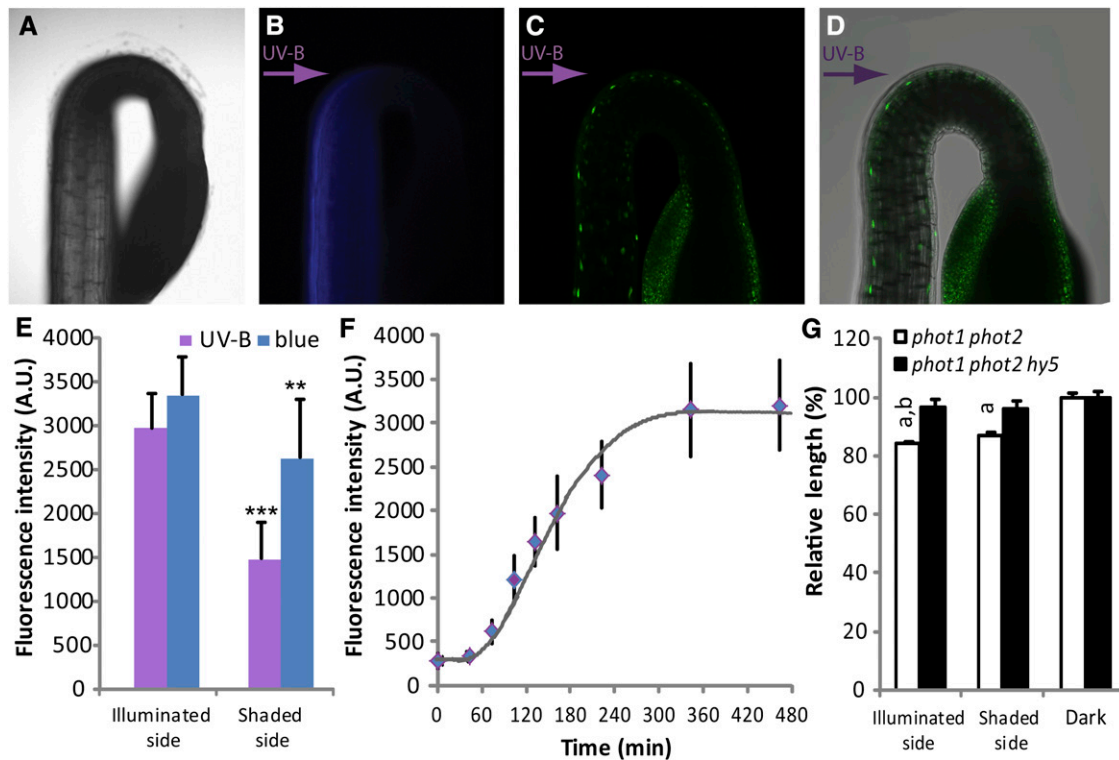 A
B
UV-B
C
UV-B
D
UV-B
E
UV-B
blue
Fluorescence intensity (A.U.)
4000
3500
3000
2500
2000
1500
1000
500
0
***
**
Illuminated side
Shaded side
F
Fluorescence intensity (A.U.)
4000
3500
3000
2500
2000
1500
1000
500
0
0 60 120 180 240 300 360 420 480
Time (min)
G
phot1 phot2
phot1 phot2 hy5
Relative length (%)
120
100
80
60
40
20
0
a,b
a
Illuminated side
Shaded side
Dark